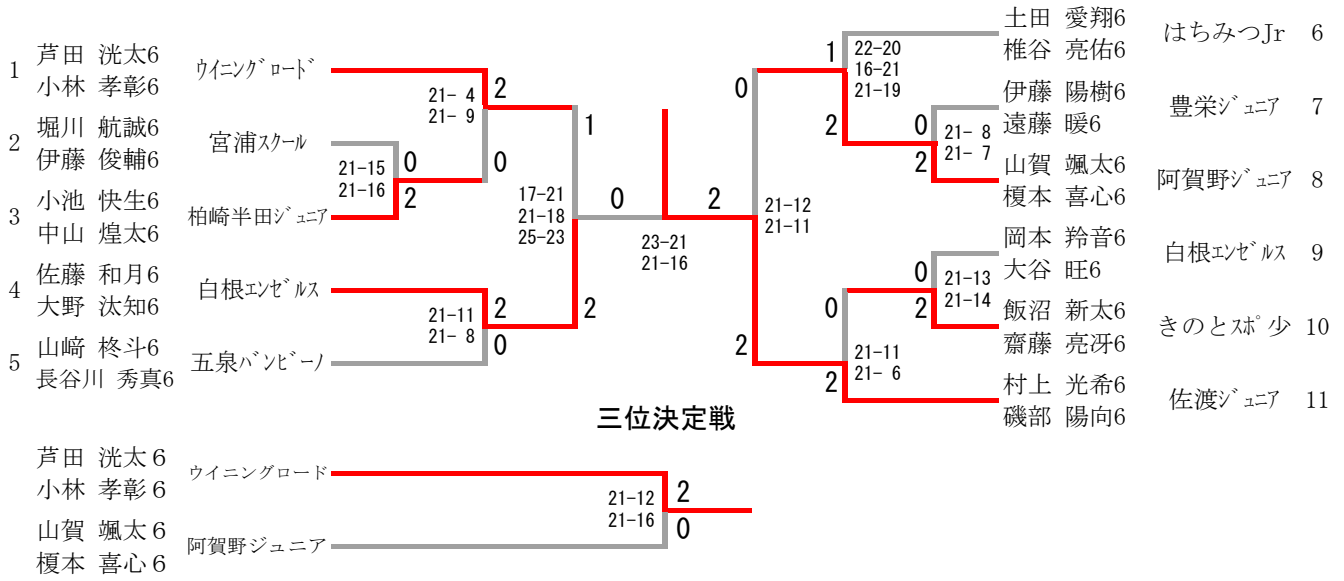 1
芦田 洸太6
小林 孝彰6
ウイニングロード
2
堀川 航誠6
伊藤 俊輔6
宮浦スクール
3
小池 快生6
中山 煌太6
柏崎半田ジュニア
4
佐藤 和月6
大野 汰知6
白根エンゼルス
5
山﨑 柊斗6
長谷川 秀真6
五泉バンビーノ
21- 4
21- 9
2
0
21-15
21-16
0
2
21-11
21- 8
2
0
17-21
21-18
25-23
1
2
0
2
23-21
21-16
21-12
21-11
0
2
22-20
16-21
21-19
1
2
21- 8
21- 7
0
2
21-13
21-14
0
2
21-11
21- 6
0
2
土田 愛翔6
椎谷 亮佑6
はちみつJr
6
伊藤 陽樹6
遠藤 暖6
豊栄ジュニア
7
山賀 颯太6
榎本 喜心6
阿賀野ジュニア
8
岡本 羚音6
大谷 旺6
白根エンゼルス
9
飯沼 新太6
齋藤 亮冴6
きのとスポ少
10
村上 光希6
磯部 陽向6
佐渡ジュニア
11
三位決定戦
芦田 洸太6
小林 孝彰6
ウイニングロード
山賀 颯太6
榎本 喜心6
阿賀野ジュニア
21-12
21-16
2
0